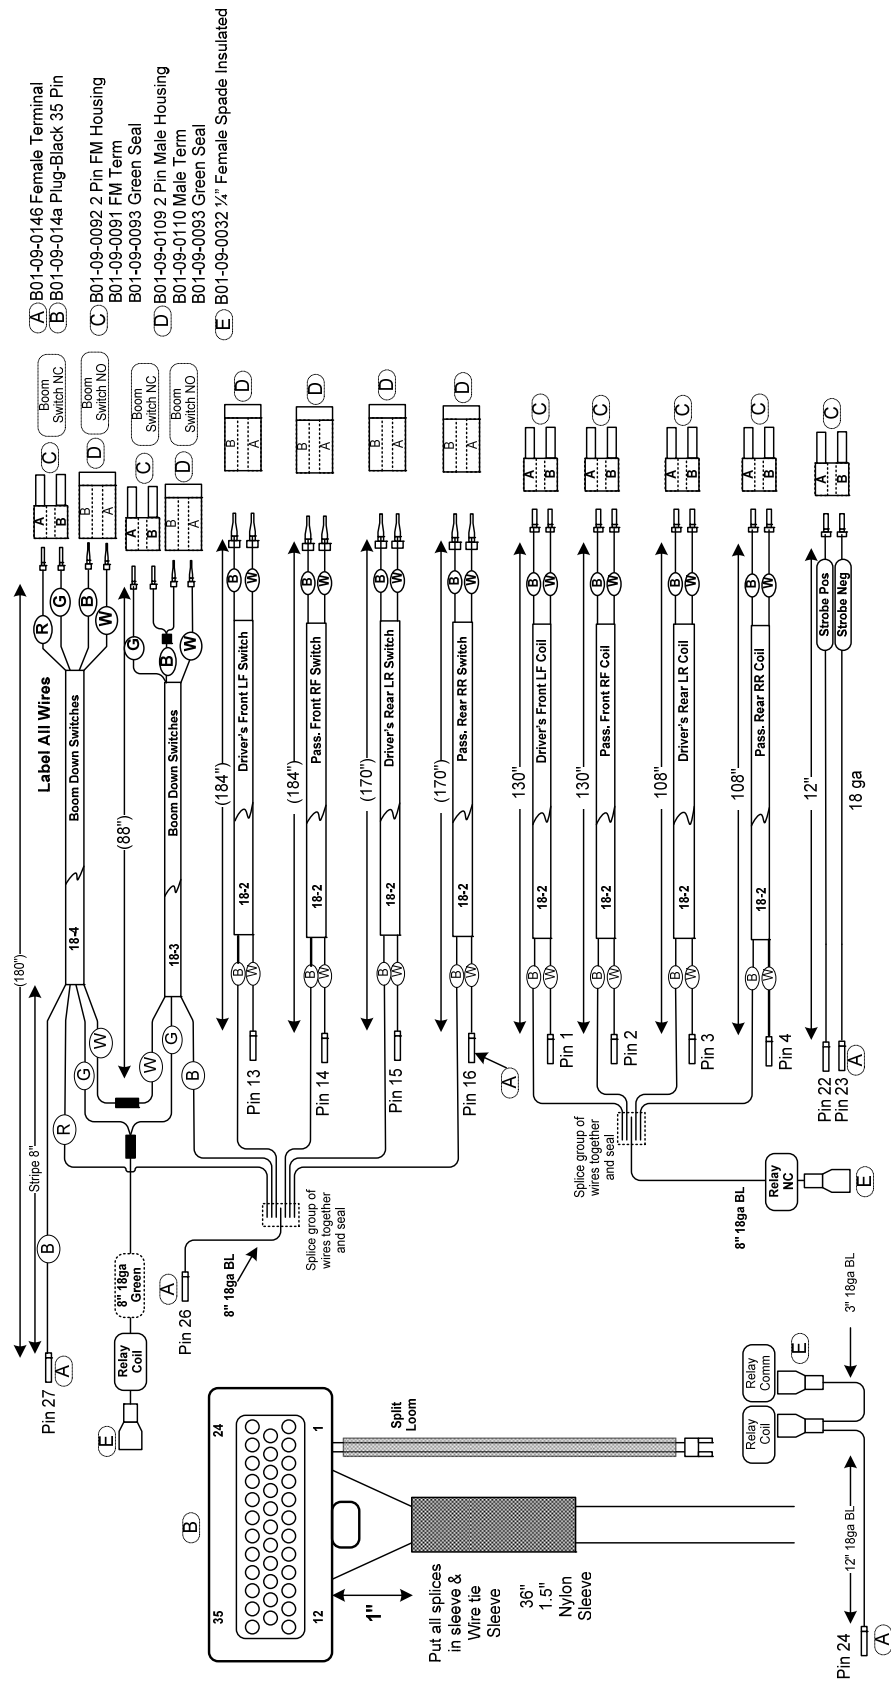 A B01-09-0146 Female Terminal
B B01-09-014a Plug-Black 35 Pin
C B01-09-0092 2 Pin FM Housing
B01-09-0091 FM Term
B01-09-0093 Green Seal
D B01-09-0109 2 Pin Male Housing
B01-09-0110 Male Term
B01-09-0093 Green Seal
E B01-09-0032 ¼" Female Spade Insulated
Label All Wires
(180")
Stripe 8"
Pin 27
A
B
18-4
Boom Down Switches
R
G
B
W
A
B
C
Boom
Switch NC
B
A
D
Boom
Switch NO
R
G
W
(88")
W
G
B
18-3
Boom Down Switches
G
B
W
A
B
C
Boom
Switch NC
B
A
D
Boom
Switch NO
E
Relay
Coil
8" 18ga
Green
Pin 26
A
8" 18ga BL
Splice group of
wires together
and seal
(184")
Pin 13
B
W
18-2
Driver's Front LF Switch
B
W
B
A
D
(184")
Pin 14
B
W
18-2
Pass. Front RF Switch
B
W
B
A
D
(170")
Pin 15
B
W
18-2
Driver's Rear LR Switch
B
W
B
A
D
(170")
Pin 16
A
B
W
18-2
Pass. Rear RR Switch
B
W
B
A
D
130"
Pin 1
B
W
18-2
Driver's Front LF Coil
B
W
A
B
C
130"
Pin 2
B
W
18-2
Pass. Front RF Coil
B
W
A
B
C
108"
Pin 3
B
W
18-2
Driver's Rear LR Coil
B
W
A
B
C
108"
Pin 4
B
W
18-2
Pass. Rear RR Coil
B
W
A
B
C
Splice group of
wires together
and seal
8" 18ga BL
Relay
NC
E
12"
Pin 22
Pin 23
A
Strobe Pos
Strobe Neg
18 ga
A
B
C
B
35
24
12
1
1"
Split
Loom
Put all splices
in sleeve &
Wire tie
Sleeve
36"
1.5"
Nylon
Sleeve
Relay
Coil
Relay
Comm
E
3" 18ga BL
12" 18ga BL
Pin 24
A